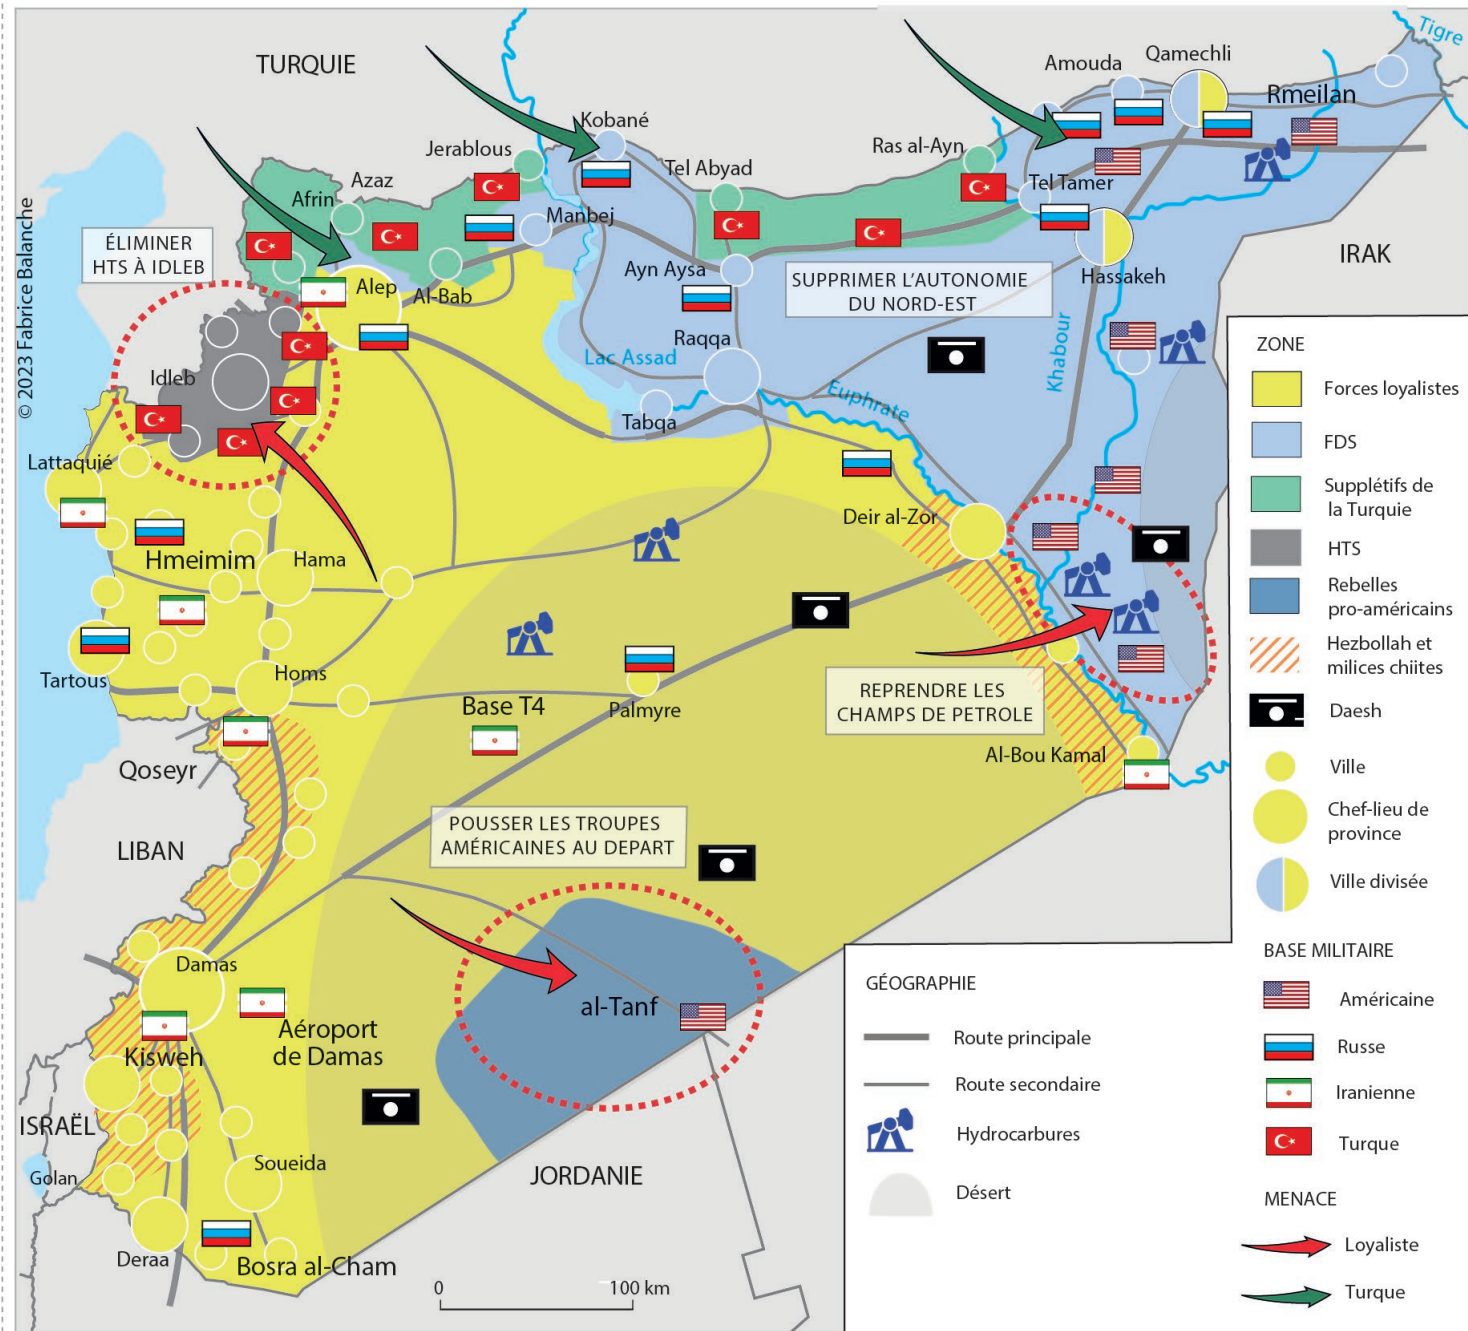 © 2023 Fabrice Balanche
TURQUIE
Tigre
Qamechli
Amouda
Rmeilan
Kobané
Jerablous
Ras al-Ayn
Tel Abyad
Azaz
Afrin
Tel Tamer
Manbej
ÉLIMINER
HTS À IDLEB
IRAK
Ayn Aysa
SUPPRIMER L'AUTONOMIE
DU NORD-EST
Hassakeh
Alep
Al-Bab
Raqqa
Khabour
Lac Assad
Idleb
Euphrate
Tabqa
Lattaquié
Deir al-Zor
Hmeimim
Hama
Tartous
Homs
Base T4
Palmyre
REPRENDRE LES
CHAMPS DE PETROLE
Al-Bou Kamal
Qoseyr
LIBAN
POUSSER LES TROUPES
AMÉRICAINES AU DEPART
Damas
al-Tanf
Aéroport
de Damas
Kisweh
ISRAËL
Golan
Soueida
JORDANIE
Deraa
Bosra al-Cham
0
100 km
ZONE
Forces loyalistes
FDS
Supplétifs de
la Turquie
HTS
Rebelles
pro-américains
Hezbollah et
milices chiites
Daesh
Ville
Chef-lieu de
province
Ville divisée
BASE MILITAIRE
Américaine
Russe
Iranienne
Turque
MENACE
Loyaliste
Turque
GÉOGRAPHIE
Route principale
Route secondaire
Hydrocarbures
Désert